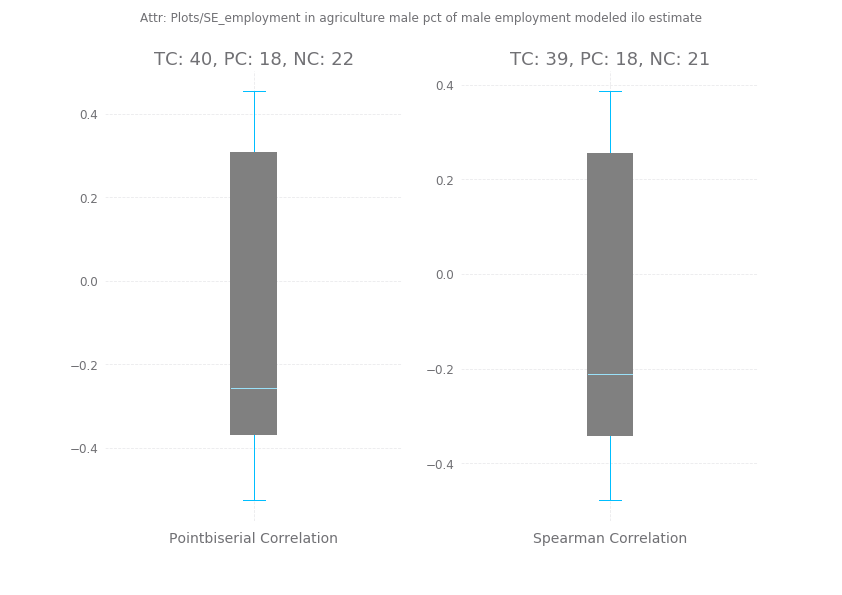 Attr: Plots/SE_employment in agriculture male pct of male employment modeled ilo estimate
TC: 40, PC: 18, NC: 22
TC: 39, PC: 18, NC: 21
0.4
0.2
0.0
−0.2
−0.4
0.4
0.2
0.0
−0.2
−0.4
Pointbiserial Correlation
Spearman Correlation